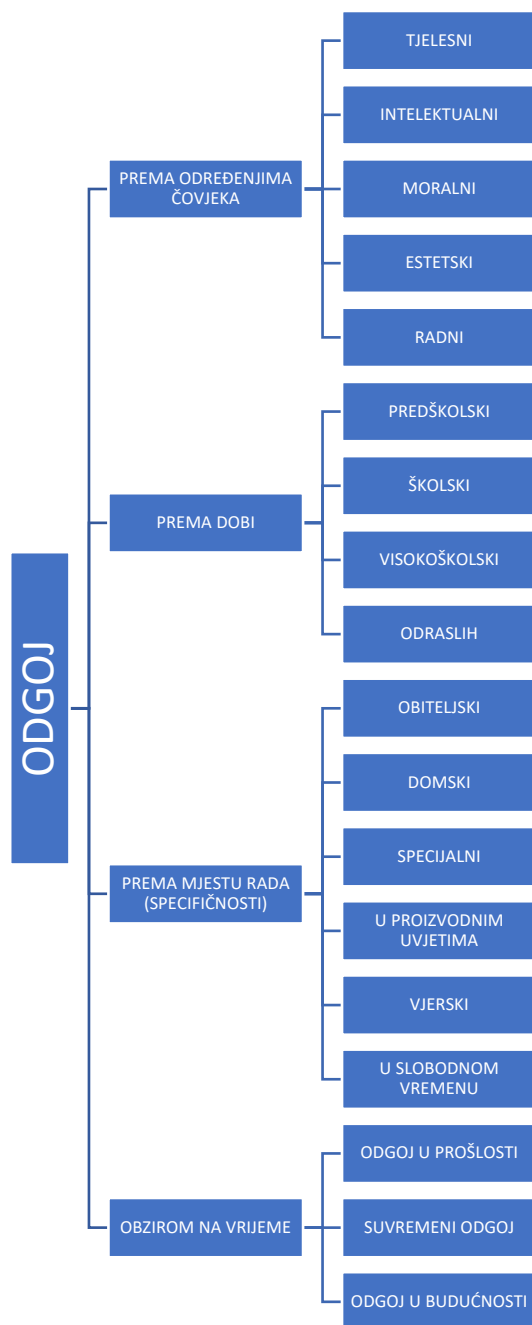 ODGOJ
PREMA ODREĐENJIMA
ČOVJEKA
TJELESNI
INTELEKTUALNI
MORALNI
ESTETSKI
RADNI
PREMA DOBI
PREDŠKOLSKI
ŠKOLSKI
VISOKOŠKOLSKI
ODRASLIH
PREMA MJESTU RADA
(SPECIFIČNOSTI)
OBITELJSKI
DOMSKI
SPECIJALNI
U PROIZVODNIM
UVJETIMA
VJERSKI
U SLOBODNOM
VREMENU
OBZIROM NA VRIJEME
ODGOJ U PROŠLOSTI
SUVREMENI ODGOJ
ODGOJ U BUDUĆNOSTI